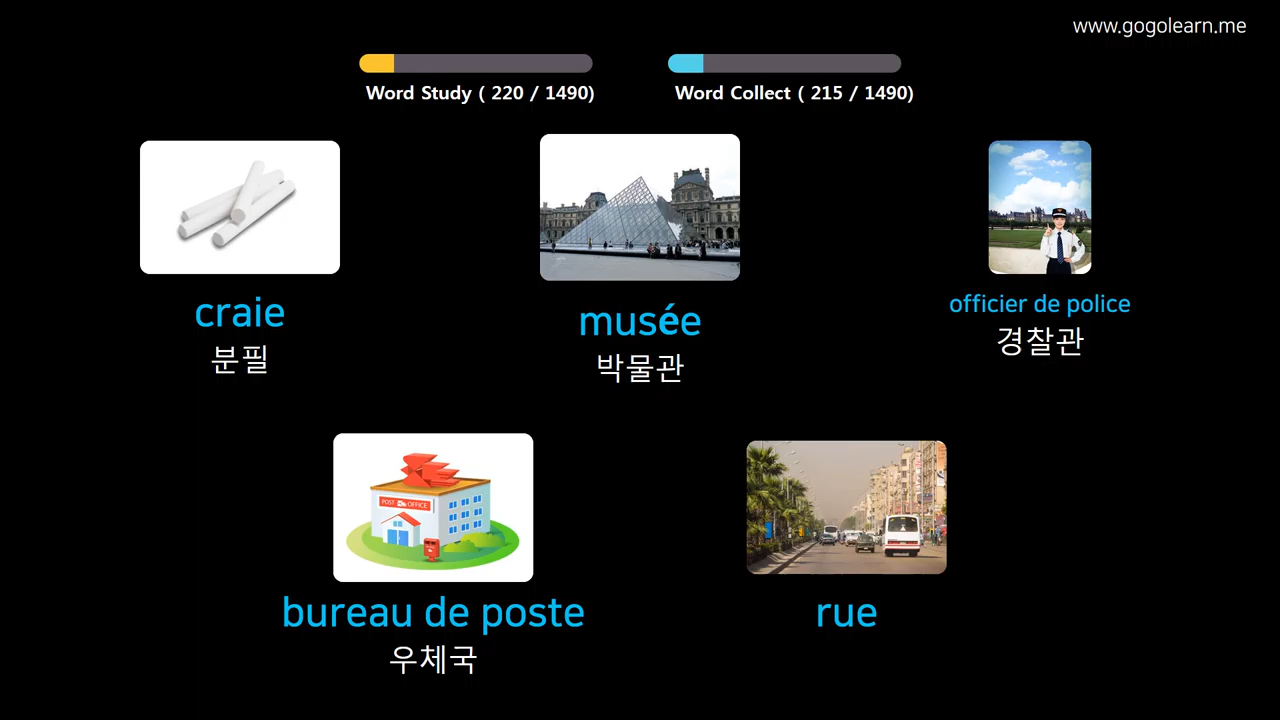 www.gogolearn.me
Word Study ( 220 / 1490)
Word Collect ( 215 / 1490)
craie
분필
musée
박물관
officier de police
경찰관
POST OFFICE
bureau de poste
우체국
rue